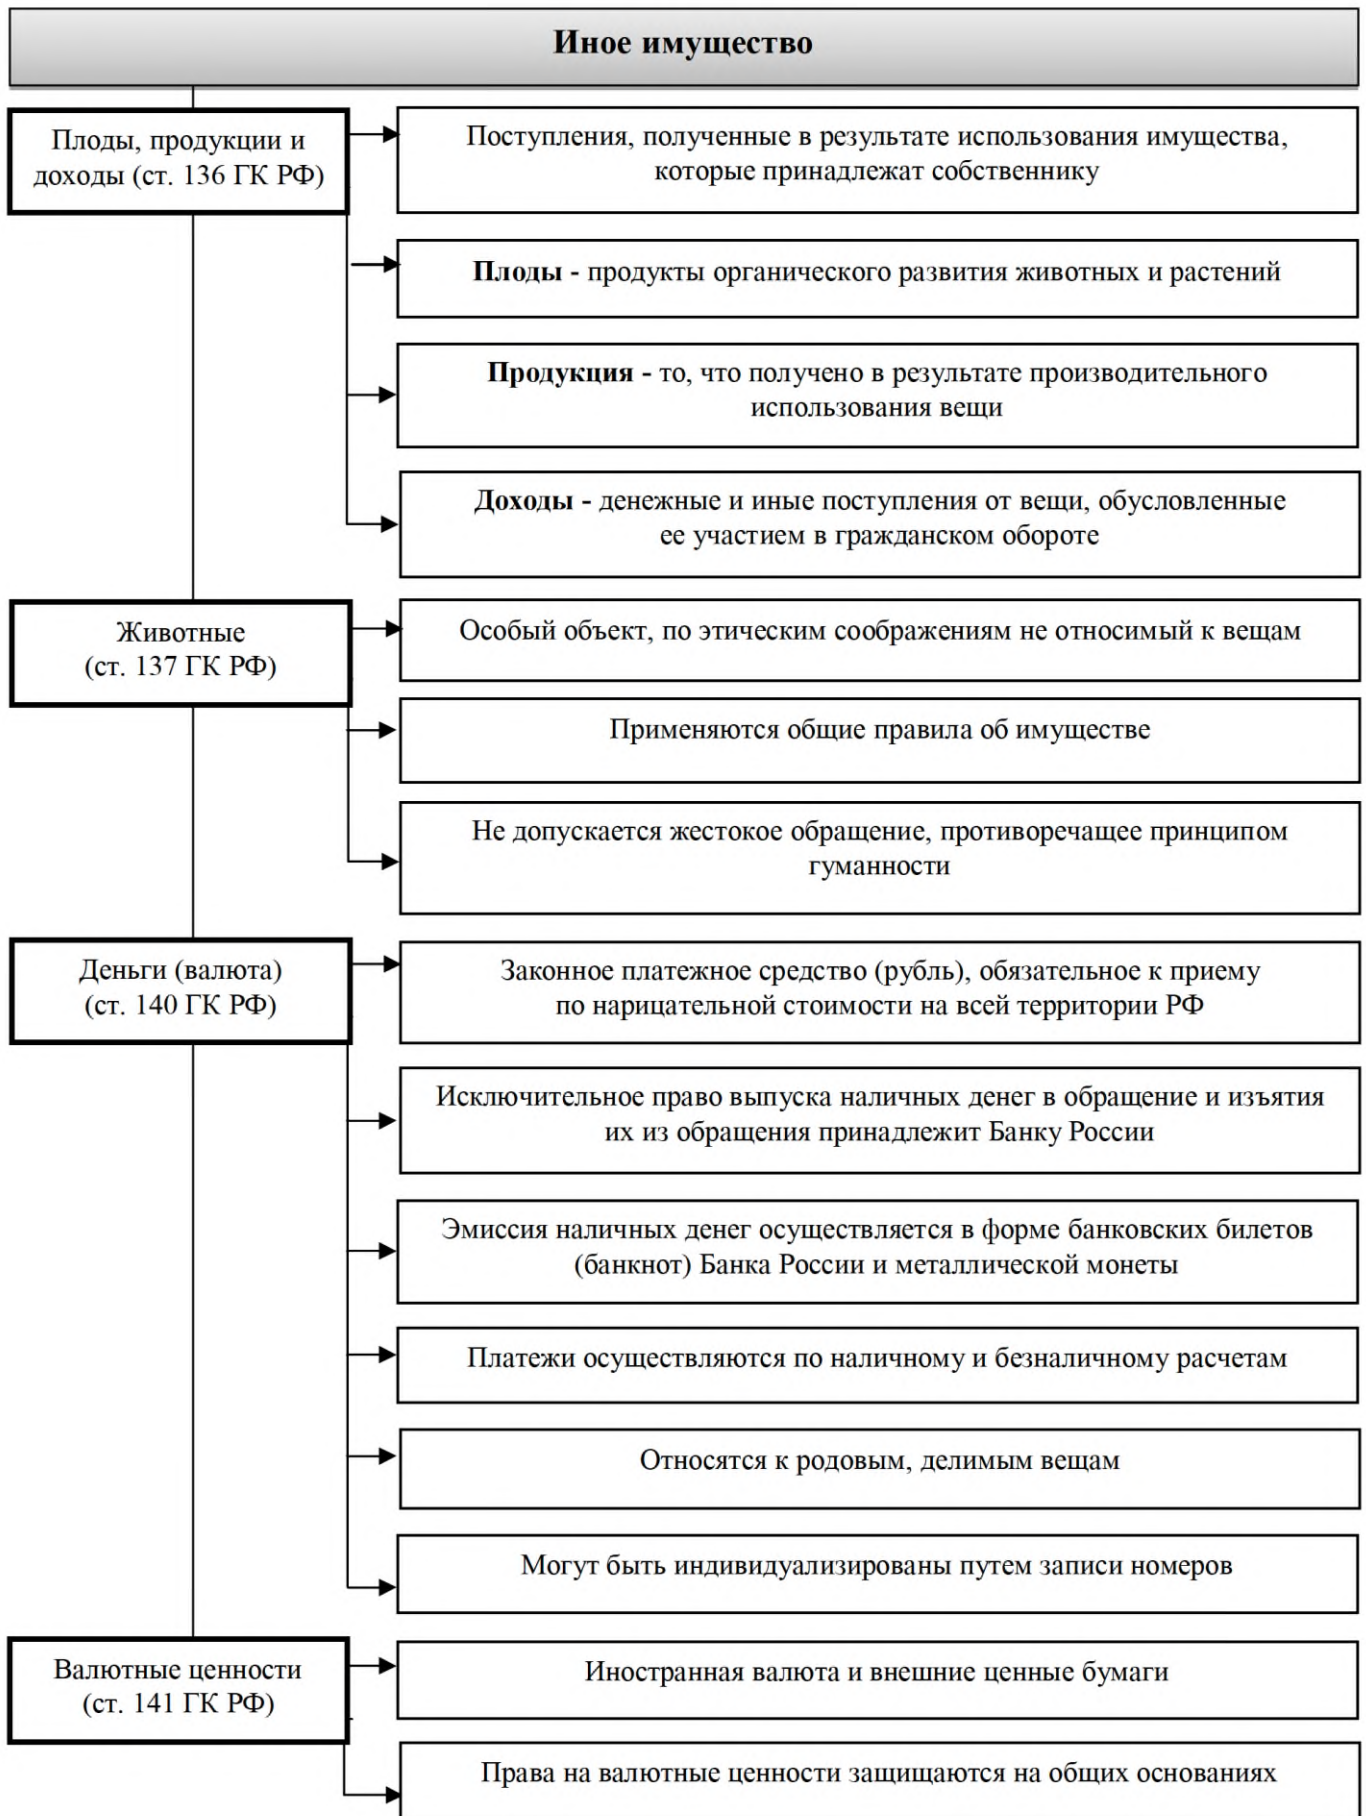 Иное имущество
Плоды, продукции и
доходы (ст. 136 ГК РФ)
Поступления, полученные в результате использования имущества,
которые принадлежат собственнику
Плоды - продукты органического развития животных и растений
Продукция - то, что получено в результате производительного
использования вещи
Доходы - денежные и иные поступления от вещи, обусловленные
ее участием в гражданском обороте
Животные
(ст. 137 ГК РФ)
Особый объект, по этическим соображениям не относимый к вещам
Применяются общие правила об имуществе
Не допускается жестокое обращение, противоречащее принципом
гуманности
Деньги (валюта)
(ст. 140 ГК РФ)
Законное платежное средство (рубль), обязательное к приему
по нарицательной стоимости на всей территории РФ
Исключительное право выпуска наличных денег в обращение и изъятия
их из обращения принадлежит Банку России
Эмиссия наличных денег осуществляется в форме банковских билетов
(банкнот) Банка России и металлической монеты
Платежи осуществляются по наличному и безналичному расчетам
Относятся к родовым, делимым вещам
Могут быть индивидуализированы путем записи номеров
Валютные ценности
(ст. 141 ГК РФ)
Иностранная валюта и внешние ценные бумаги
Права на валютные ценности защищаются на общих основаниях